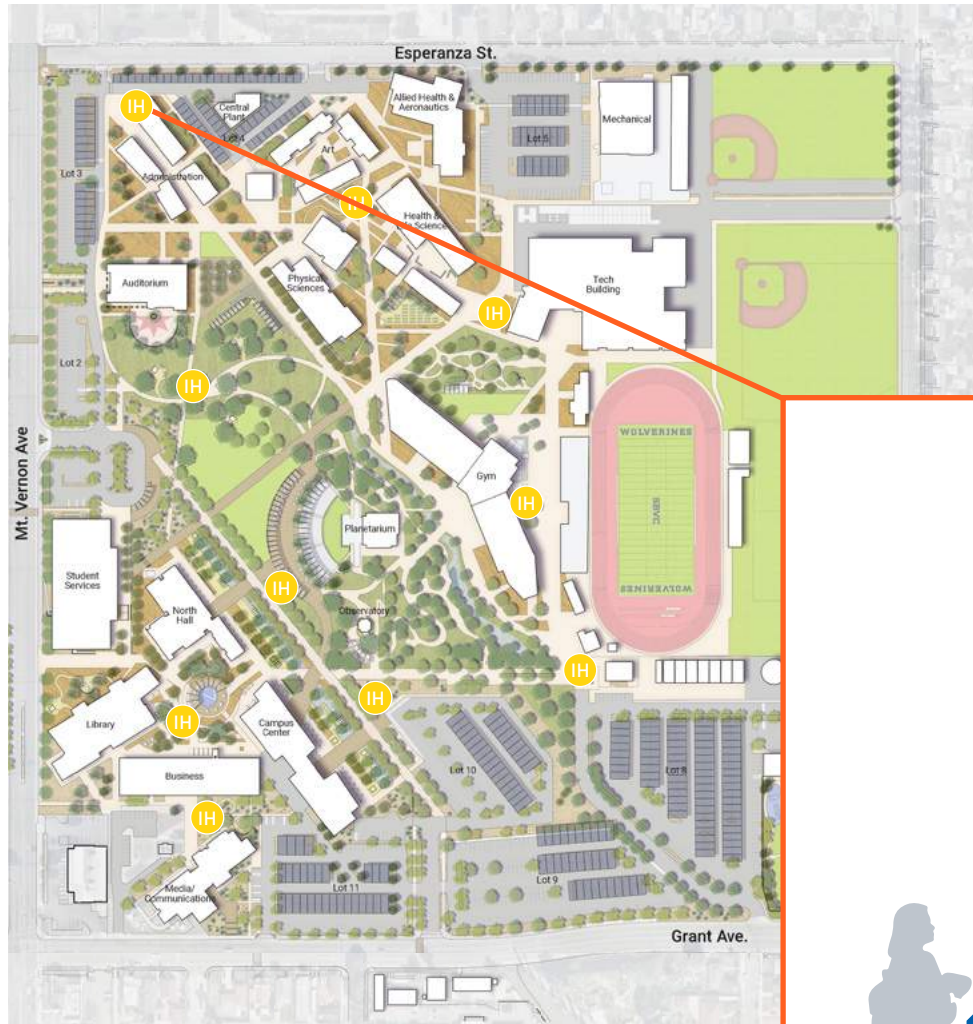 Esperanza St.
IH
Central
Plant
Lot 4
Allied Health &
Aeronautics
Lot 5
Mechanical
Lot 3
Administration
Art
IH
Health &
Life Science
Auditorium
Physical
Sciences
IH
Tech
Building
Lot 2
IH
WOLVERINES
SBVC
WOLVERINES
Gym
IH
Mt. Vernon Ave
Planetarium
Student
Services
IH
North
Hall
Observatory
IH
IH
Library
IH
Campus
Center
Business
Lot 10
Lot 8
IH
Media/
Communications
Lot 11
Lot 9
Grant Ave.